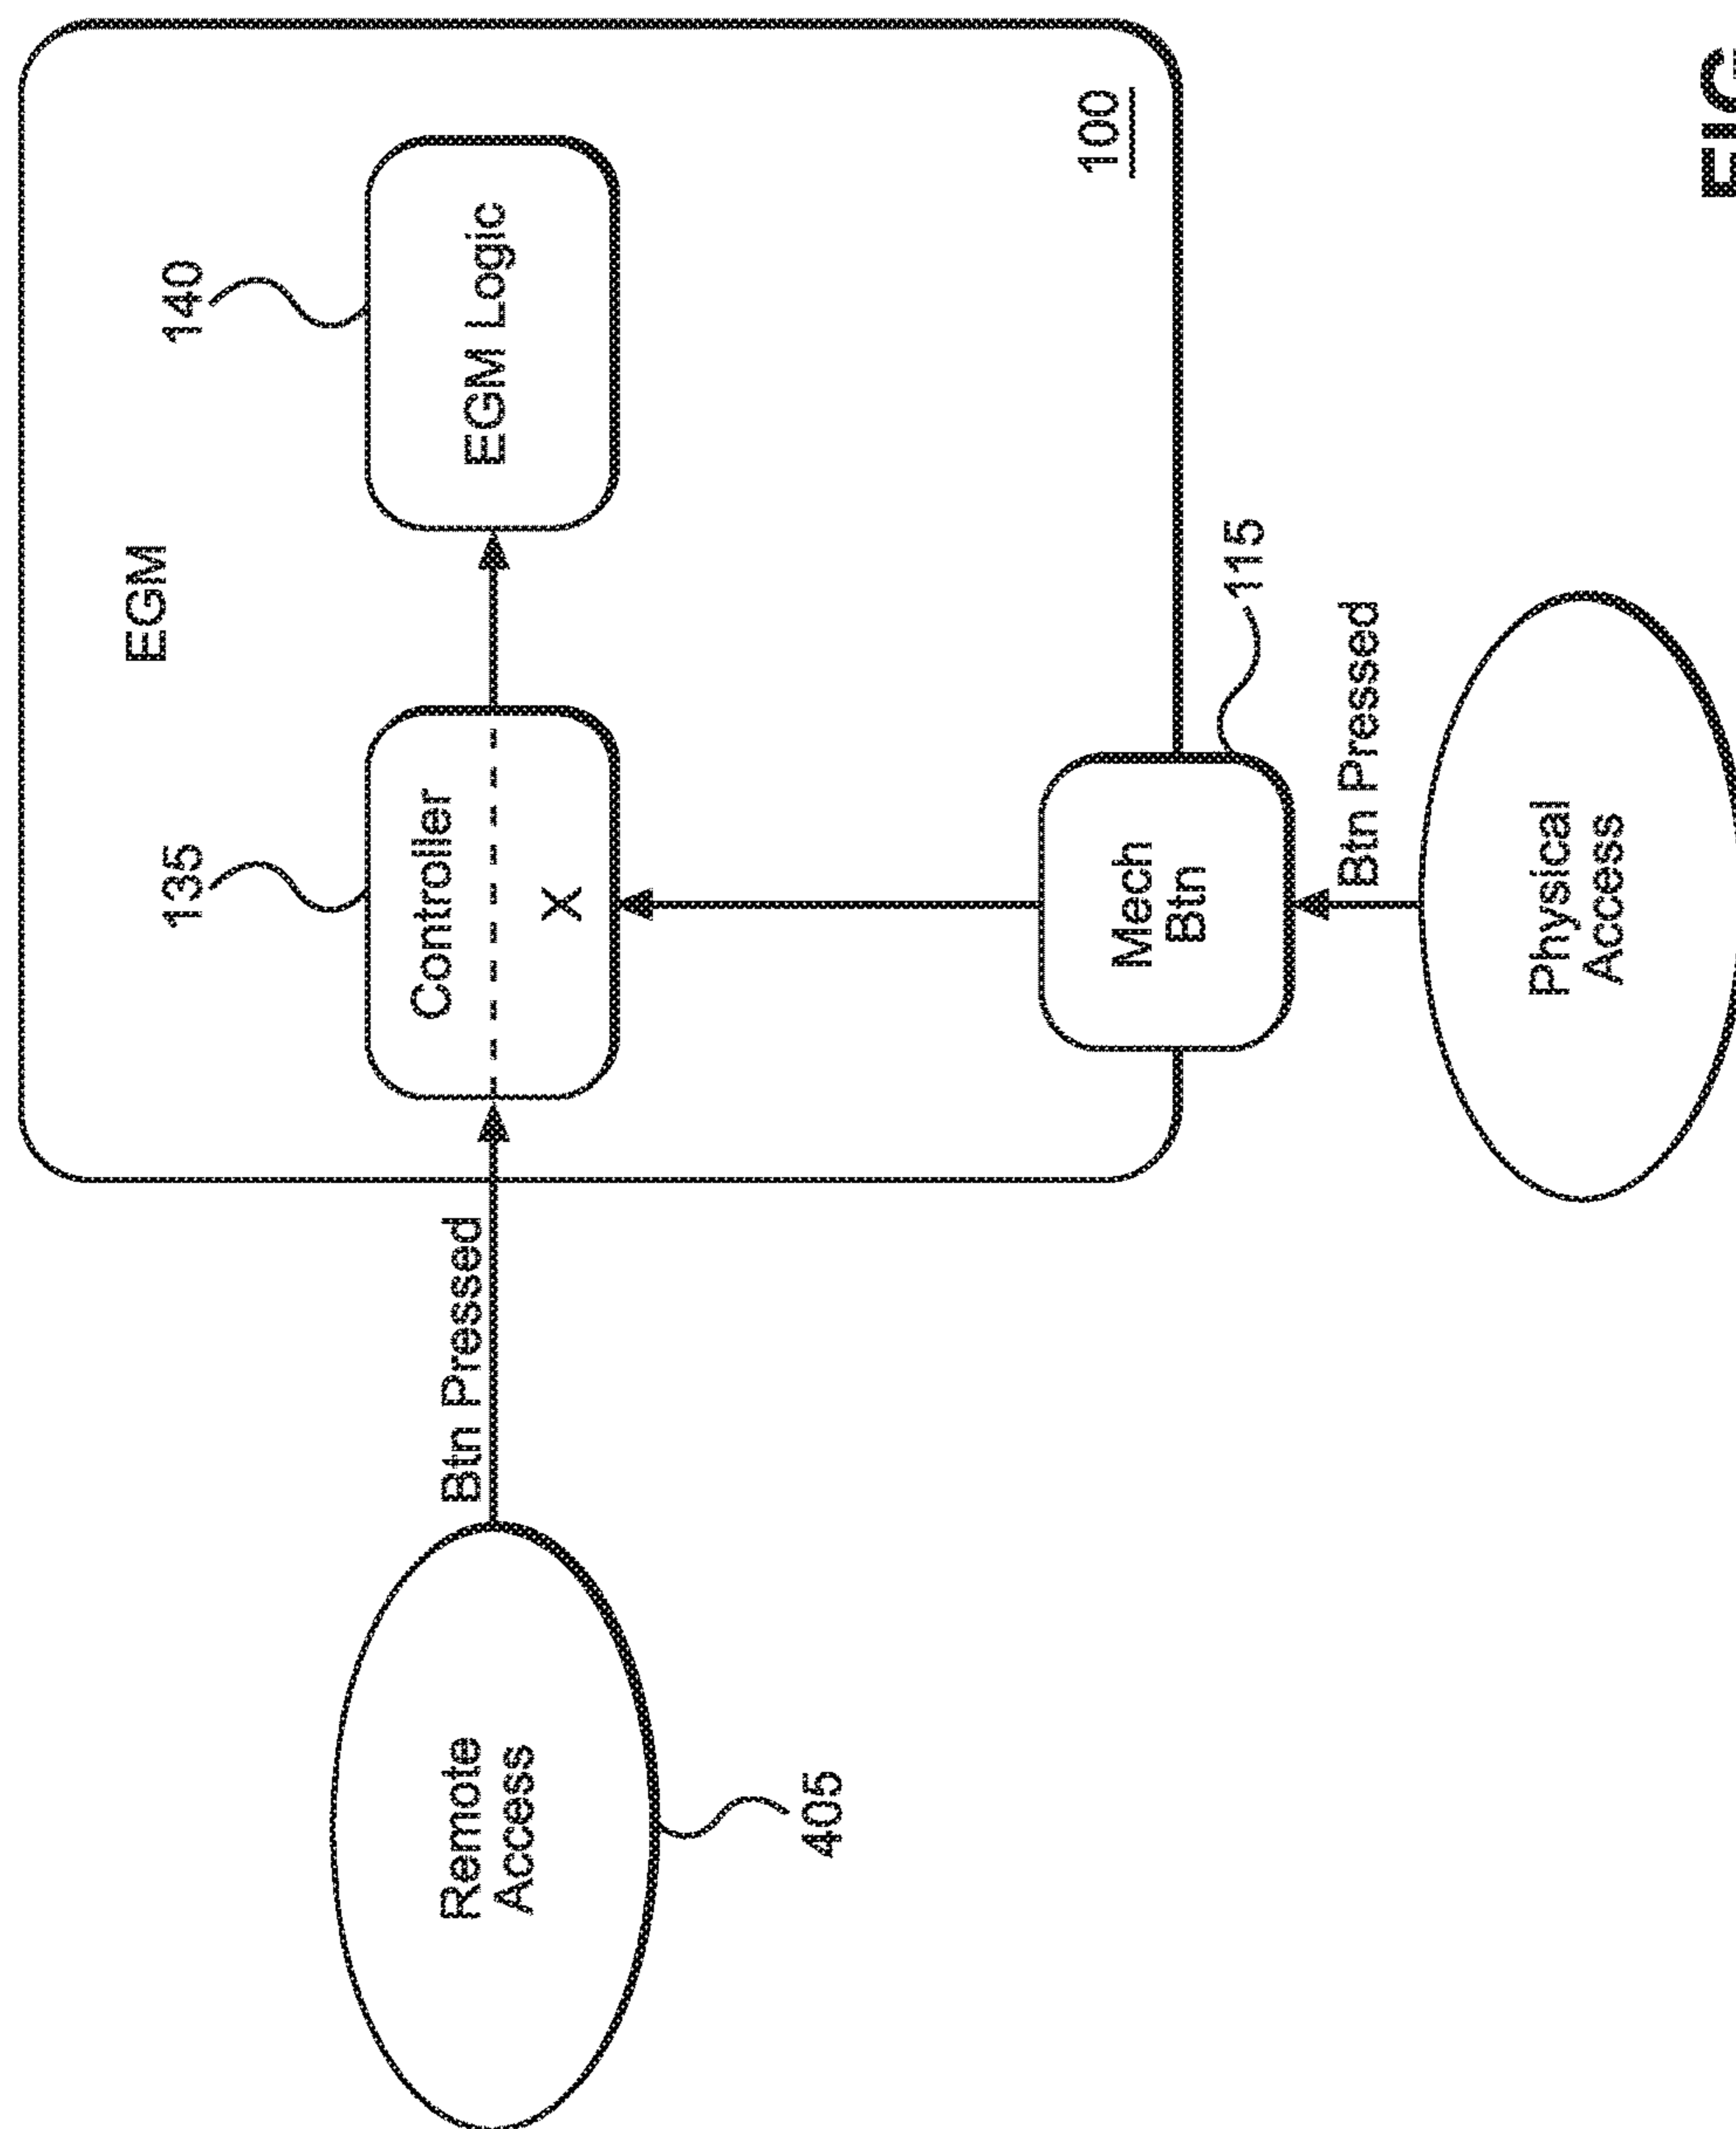 EGM
135
140
Controller
Btn Pressed
Remote
Access
EGM Logic
X
405
100
Mech
Btn
115
Btn Pressed
Physical
Access
FIG